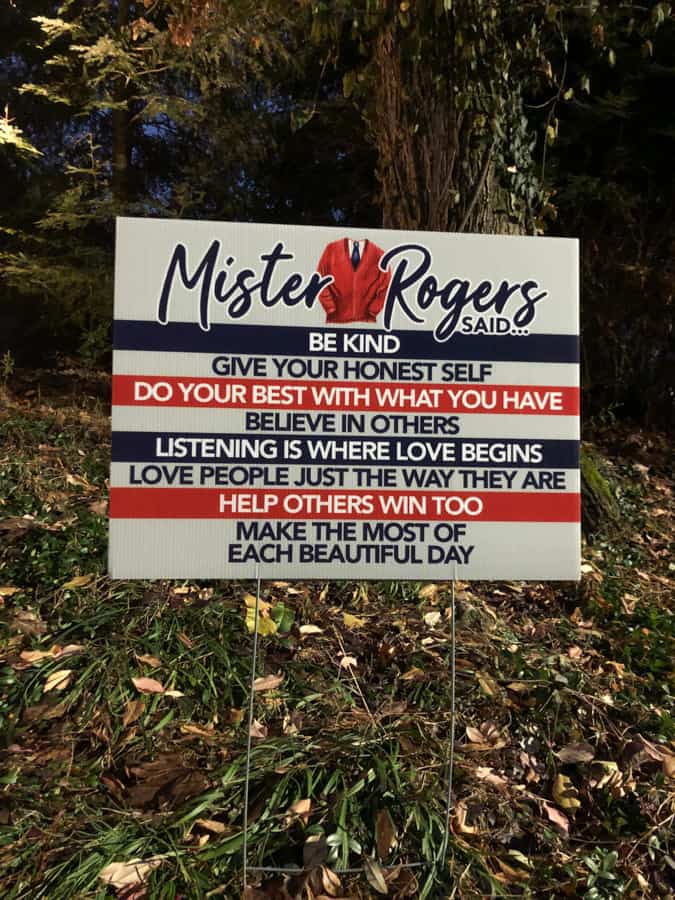 Mister Rogers
SAID...
BE KIND
GIVE YOUR HONEST SELF
DO YOUR BEST WITH WHAT YOU HAVE
BELIEVE IN OTHERS
LISTENING IS WHERE LOVE BEGINS
LOVE PEOPLE JUST THE WAY THEY ARE
HELP OTHERS WIN TOO
MAKE THE MOST OF
EACH BEAUTIFUL DAY